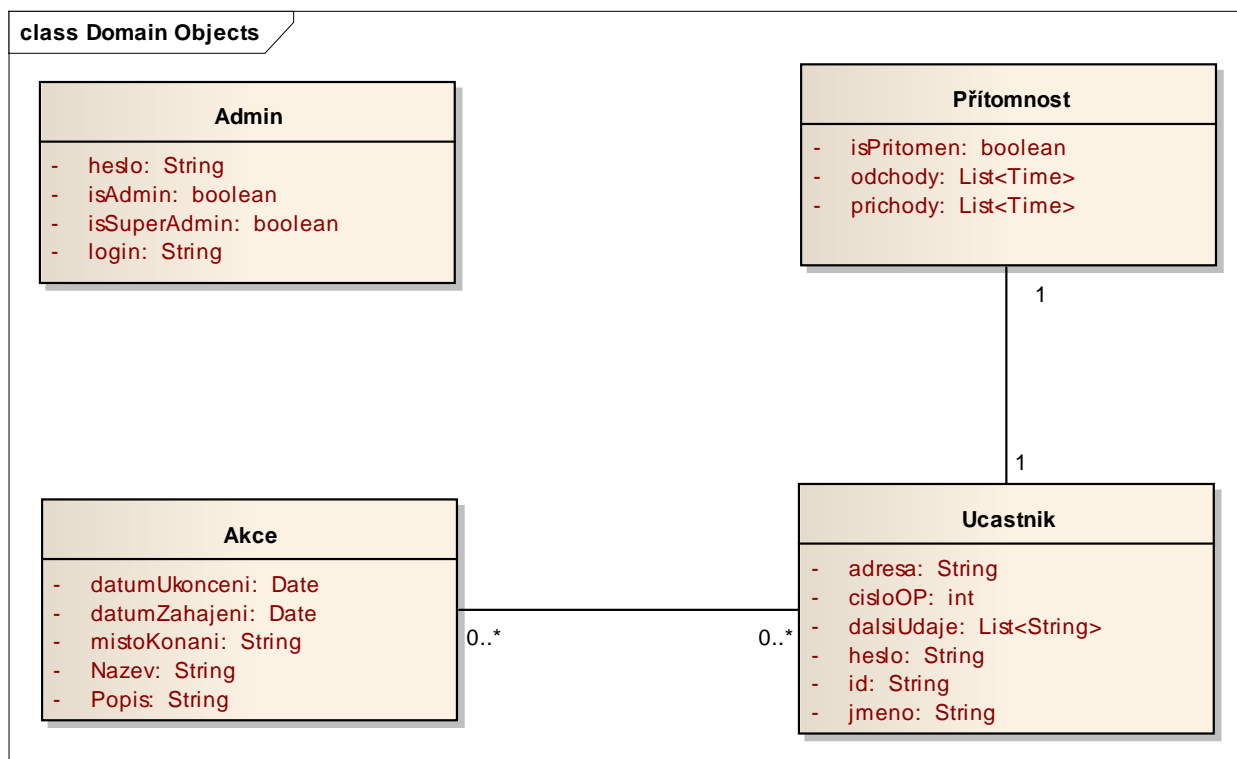 class Domain Objects
Admin
- heslo: String
- isAdmin: boolean
- isSuperAdmin: boolean
- login: String
Přítomnost
- isPritomen: boolean
- odchody: List<Time>
- prichody: List<Time>
1
1
Akce
- datumUkonceni: Date
- datumZahajeni: Date
- mistoKonani: String
- Nazev: String
- Popis: String
0..*
0..*
Ucastnik
- adresa: String
- cisloOP: int
- dalsiUdaje: List<String>
- heslo: String
- id: String
- jmeno: String